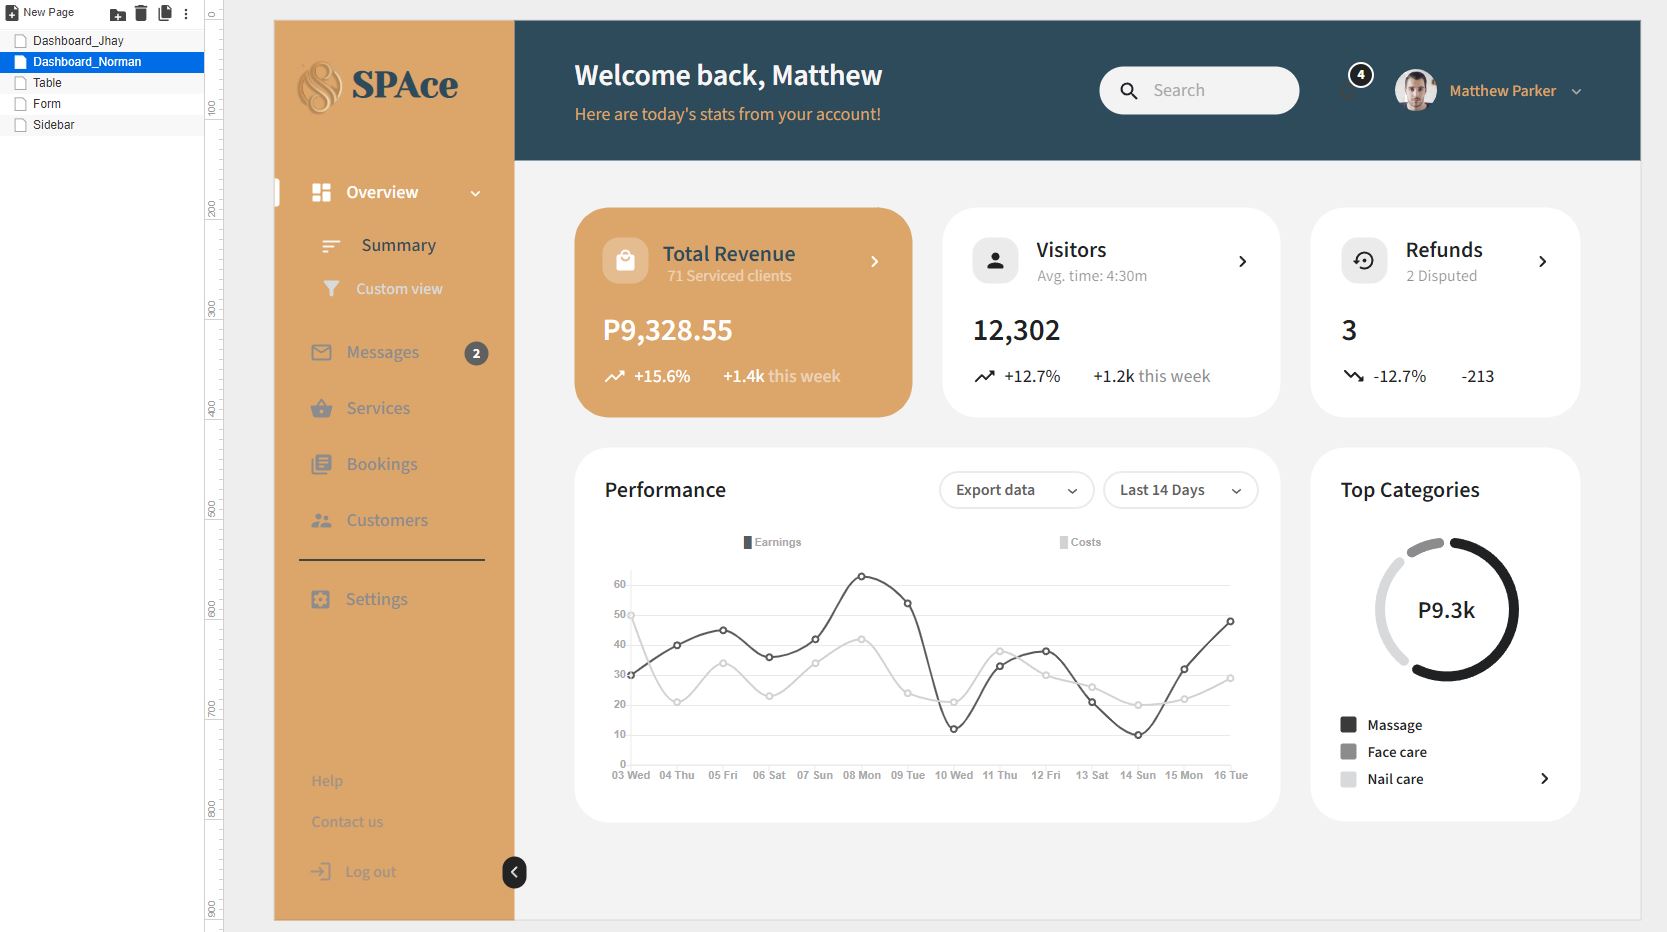 New Page
Dashboard_Jhay
Dashboard_Norman
Table
Form
Sidebar
0
100
200
300
400
500
600
700
800
900
SPAce
Overview
Summary
Custom view
Messages 2
Services
Bookings
Customers
Settings
Help
Contact us
Log out
Welcome back, Matthew
Here are today's stats from your account!
Search
4
Matthew Parker
Total Revenue
71 Serviced clients
P9,328.55
+15.6% +1.4k this week
Visitors
Avg. time: 4:30m
12,302
+12.7% +1.2k this week
Refunds
2 Disputed
3
-12.7% -213
Performance
Export data
Last 14 Days
Earnings
Costs
60
50
40
30
20
10
0
03 Wed 04 Thu 05 Fri 06 Sat 07 Sun 08 Mon 09 Tue 10 Wed 11 Thu 12 Fri 13 Sat 14 Sun 15 Mon 16 Tue
Top Categories
P9.3k
Massage
Face care
Nail care